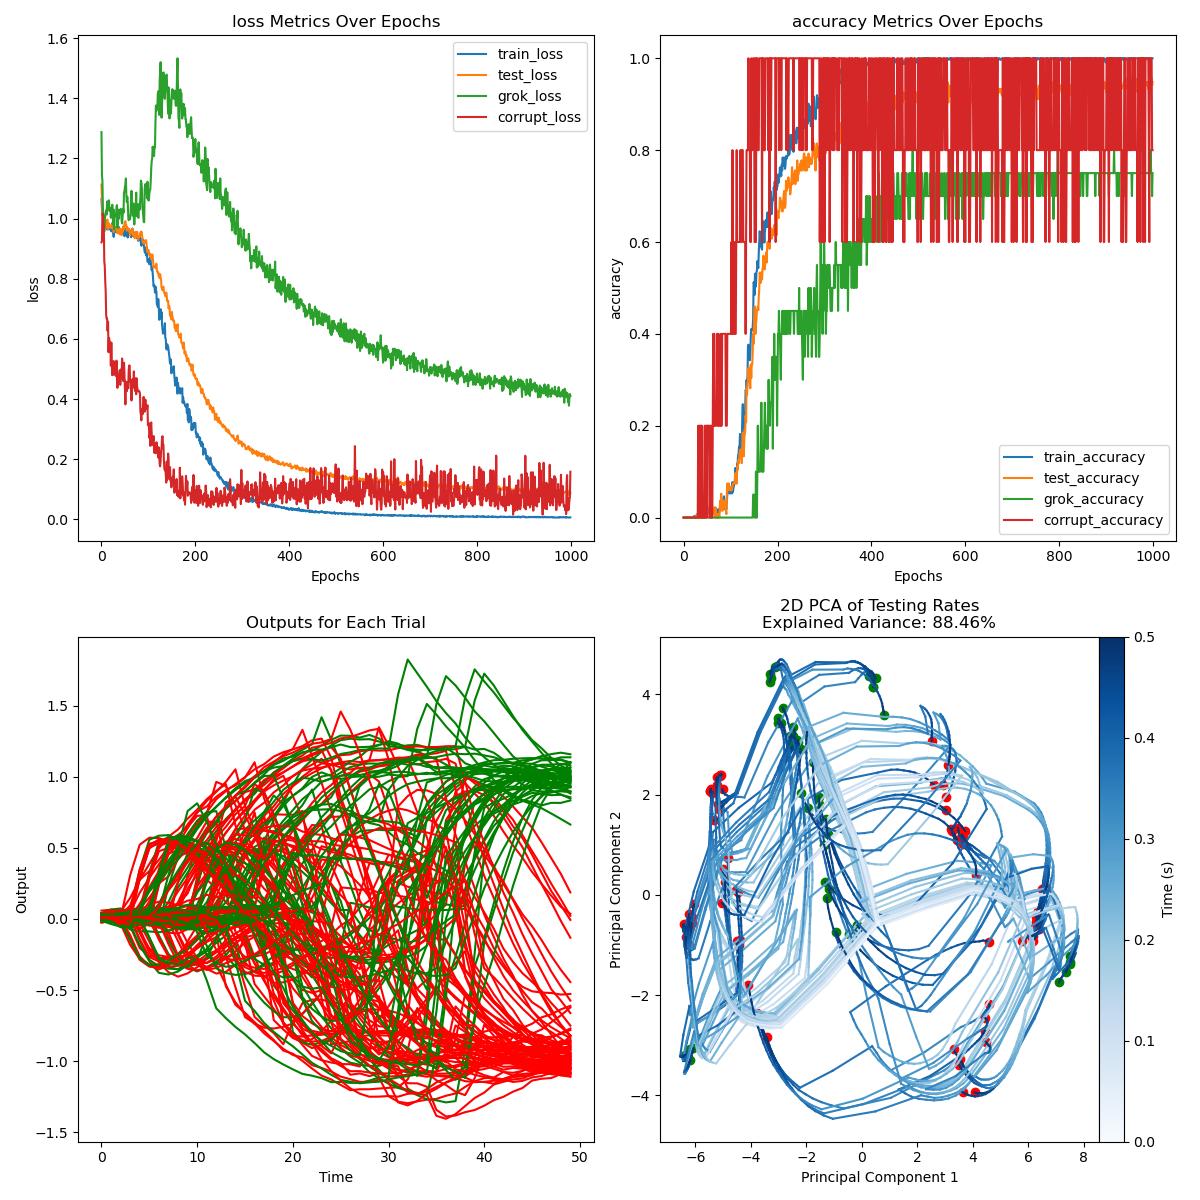 loss Metrics Over Epochs
1.6
1.4
1.2
1.0
0.8
0.6
0.4
0.2
0.0
loss
train_loss
test_loss
grok_loss
corrupt_loss
0 200 400 600 800 1000
Epochs
accuracy Metrics Over Epochs
1.0
0.8
0.6
0.4
0.2
0.0
accuracy
train_accuracy
test_accuracy
grok_accuracy
corrupt_accuracy
0 200 400 600 800 1000
Epochs
Outputs for Each Trial
1.5
1.0
0.5
0.0
−0.5
−1.0
−1.5
Output
0 10 20 30 40 50
Time
2D PCA of Testing Rates
Explained Variance: 88.46%
4
2
0
−2
−4
Principal Component 2
−6 −4 −2 0 2 4 6 8
Principal Component 1
0.5
0.4
0.3
0.2
0.1
0.0
Time (s)